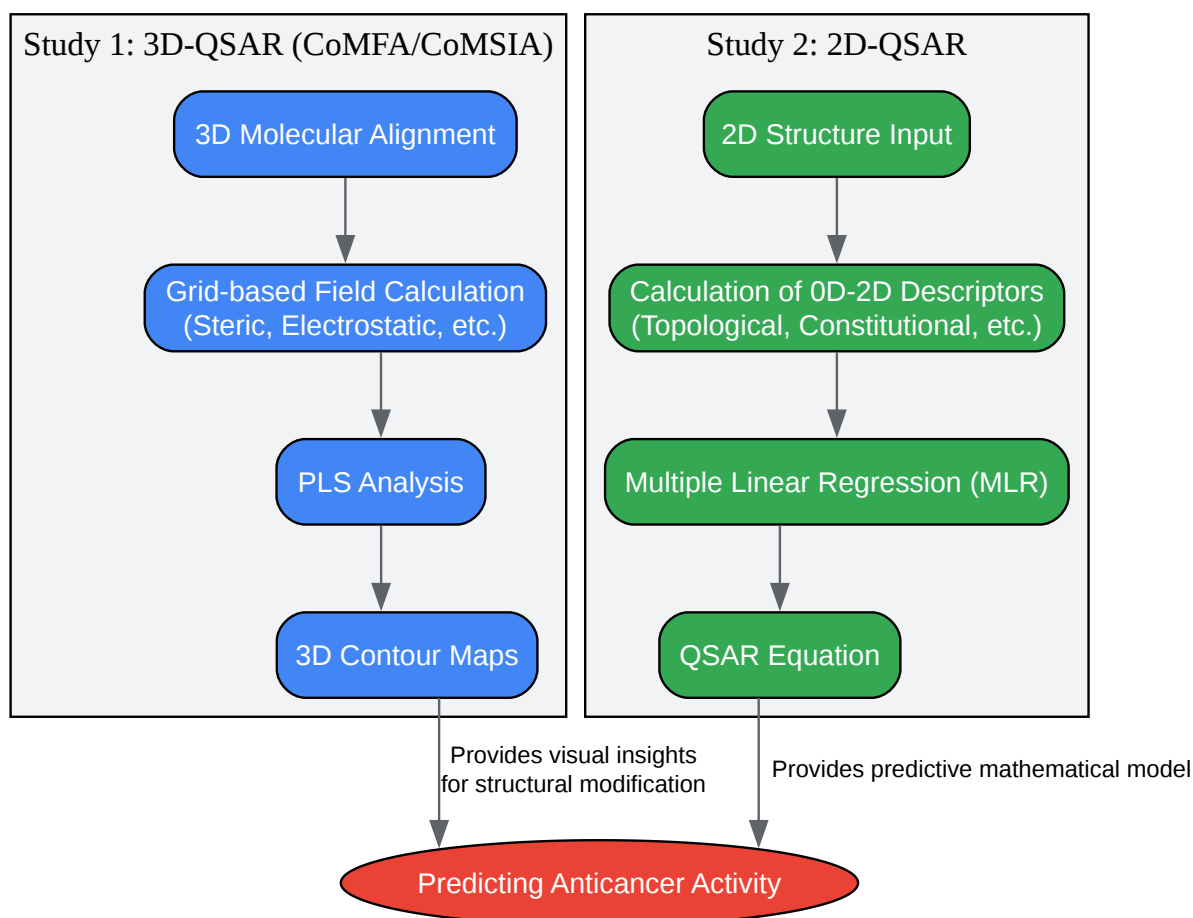 Study 1: 3D-QSAR (CoMFA/CoMSIA)
3D Molecular Alignment
Grid-based Field Calculation
(Steric, Electrostatic, etc.)
PLS Analysis
3D Contour Maps
Study 2: 2D-QSAR
2D Structure Input
Calculation of 0D-2D Descriptors
(Topological, Constitutional, etc.)
Multiple Linear Regression (MLR)
QSAR Equation
Provides visual insights
for structural modification
Provides predictive mathematical model
Predicting Anticancer Activity